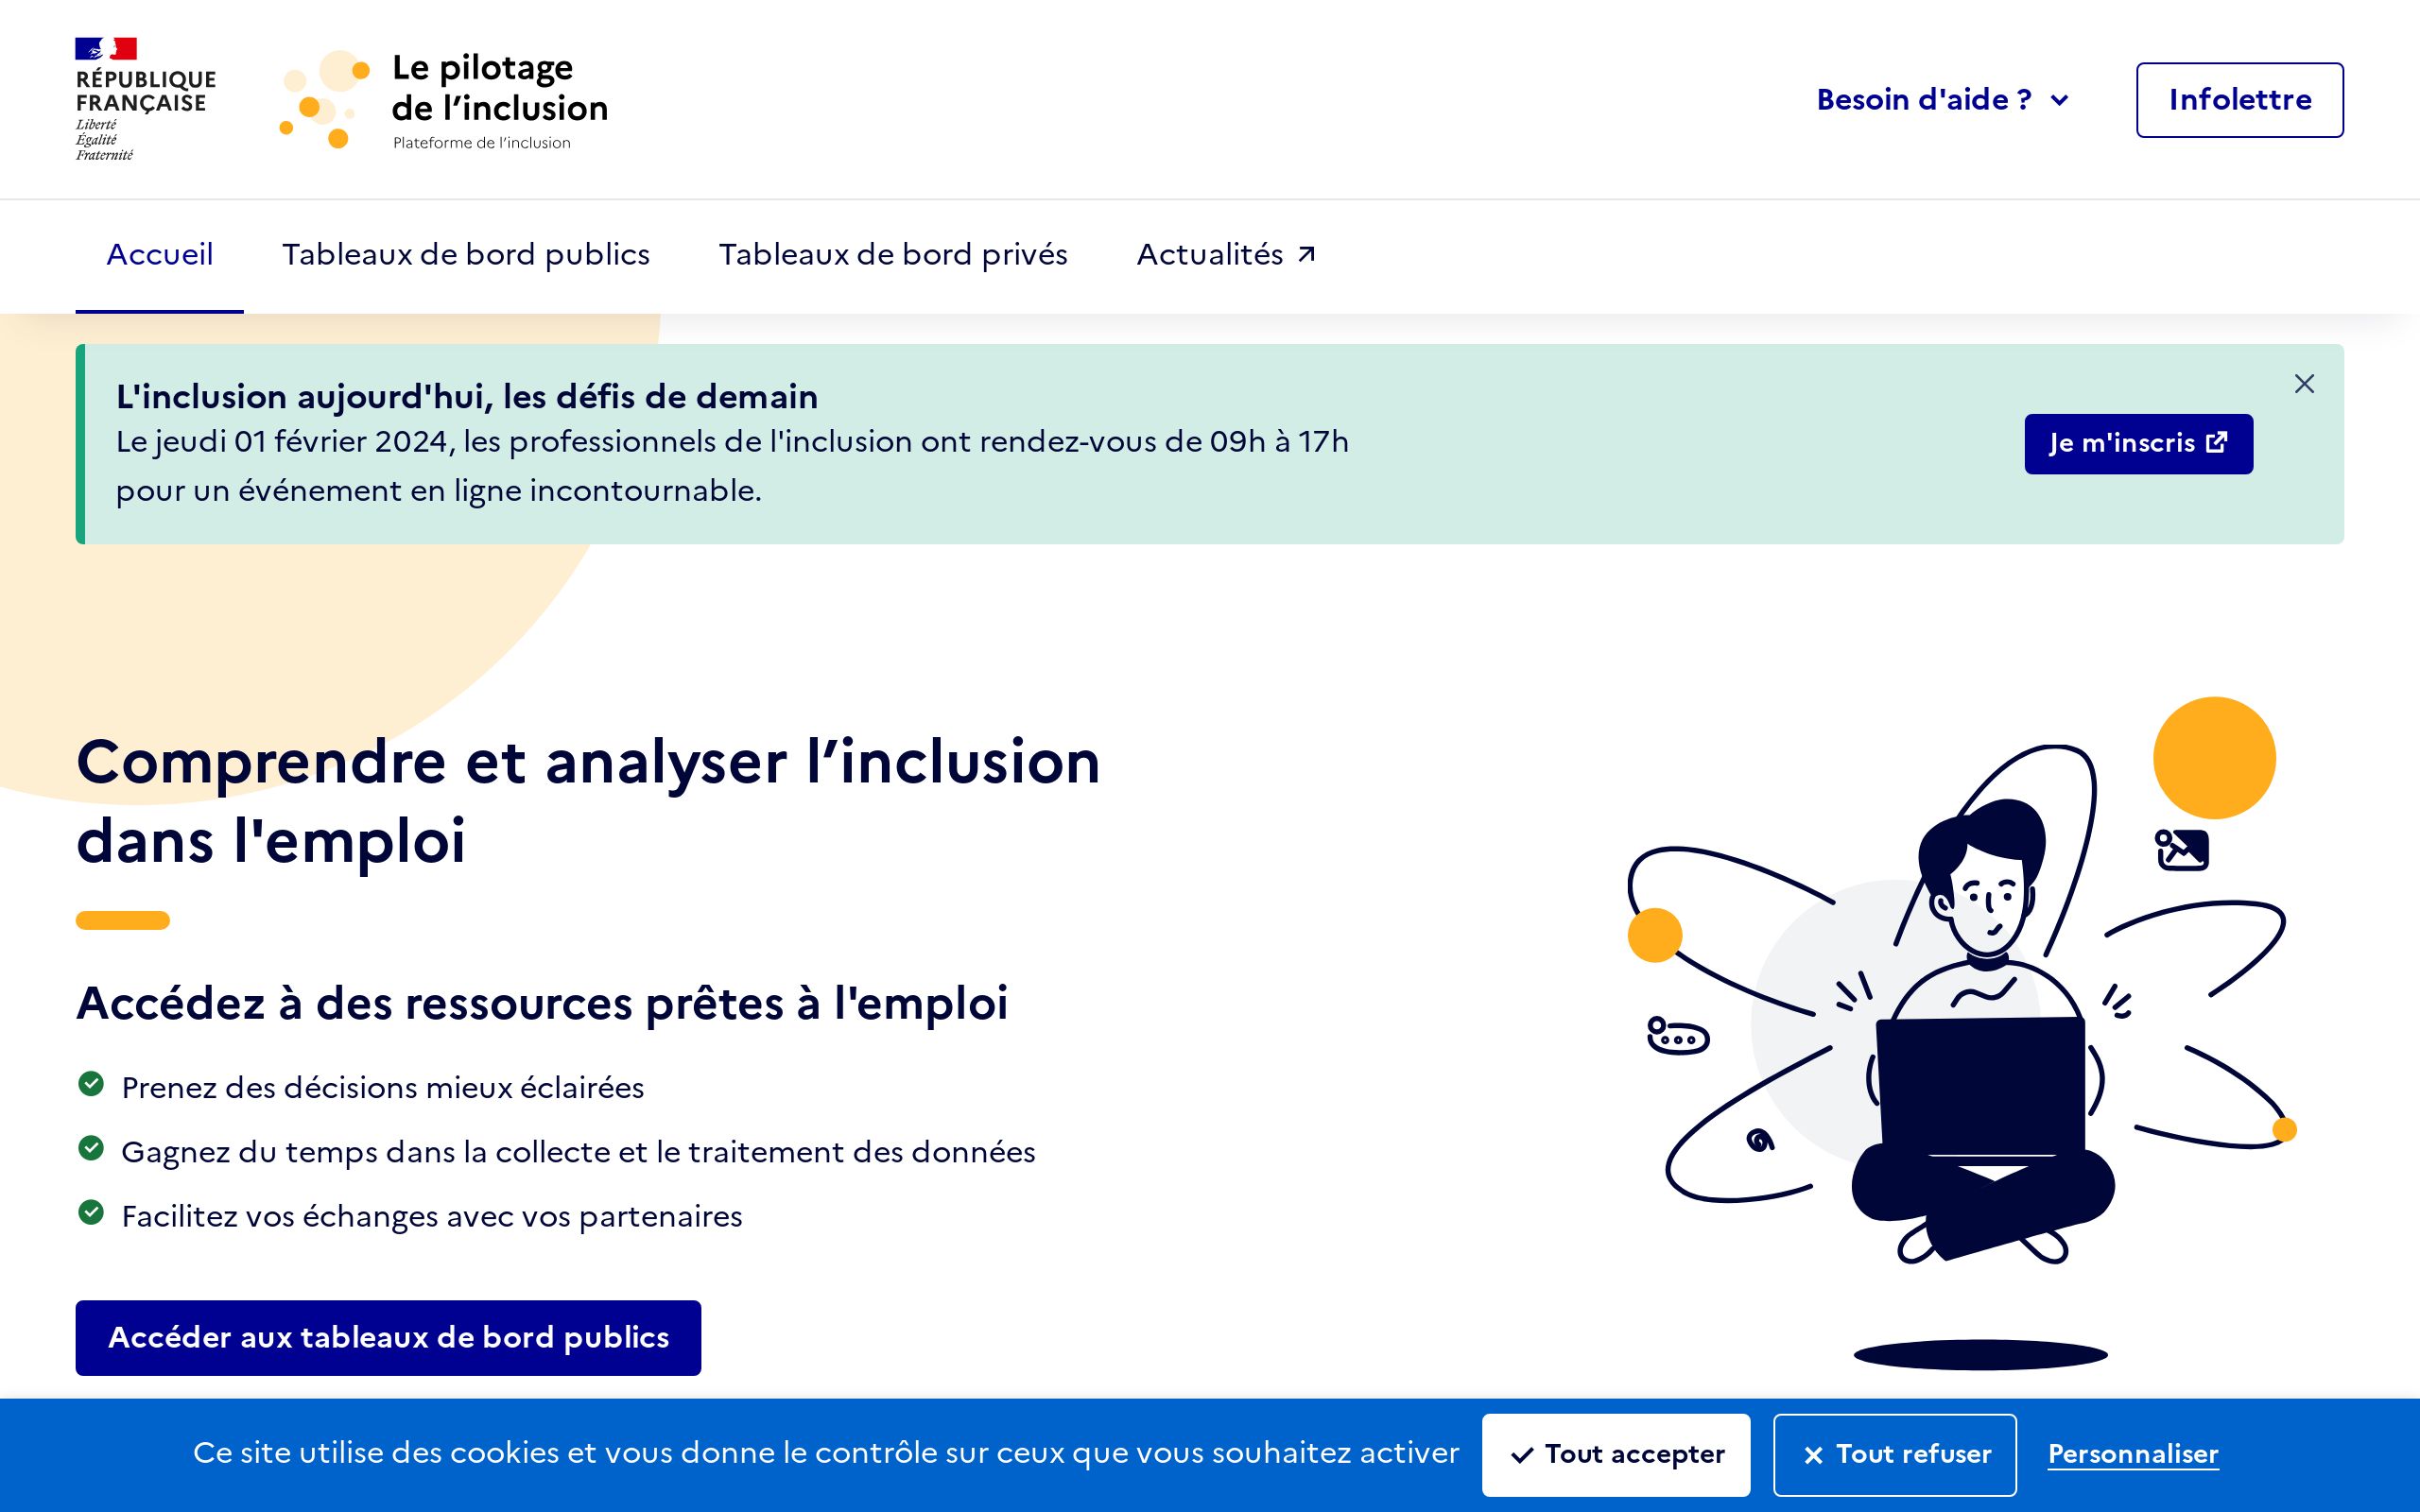 RÉPUBLIQUE
FRANÇAISE
Liberté
Égalité
Fraternité
Le pilotage
de l’inclusion
Plateforme de l’inclusion
Besoin d'aide ?
Infolettre
Accueil
Tableaux de bord publics
Tableaux de bord privés
Actualités
L'inclusion aujourd'hui, les défis de demain
Le jeudi 01 février 2024, les professionnels de l'inclusion ont rendez-vous de 09h à 17h
pour un événement en ligne incontournable.
Je m'inscris
Comprendre et analyser l’inclusion
dans l'emploi
Accédez à des ressources prêtes à l'emploi
Prenez des décisions mieux éclairées
Gagnez du temps dans la collecte et le traitement des données
Facilitez vos échanges avec vos partenaires
Accéder aux tableaux de bord publics
Ce site utilise des cookies et vous donne le contrôle sur ceux que vous souhaitez activer
Tout accepter
Tout refuser
Personnaliser